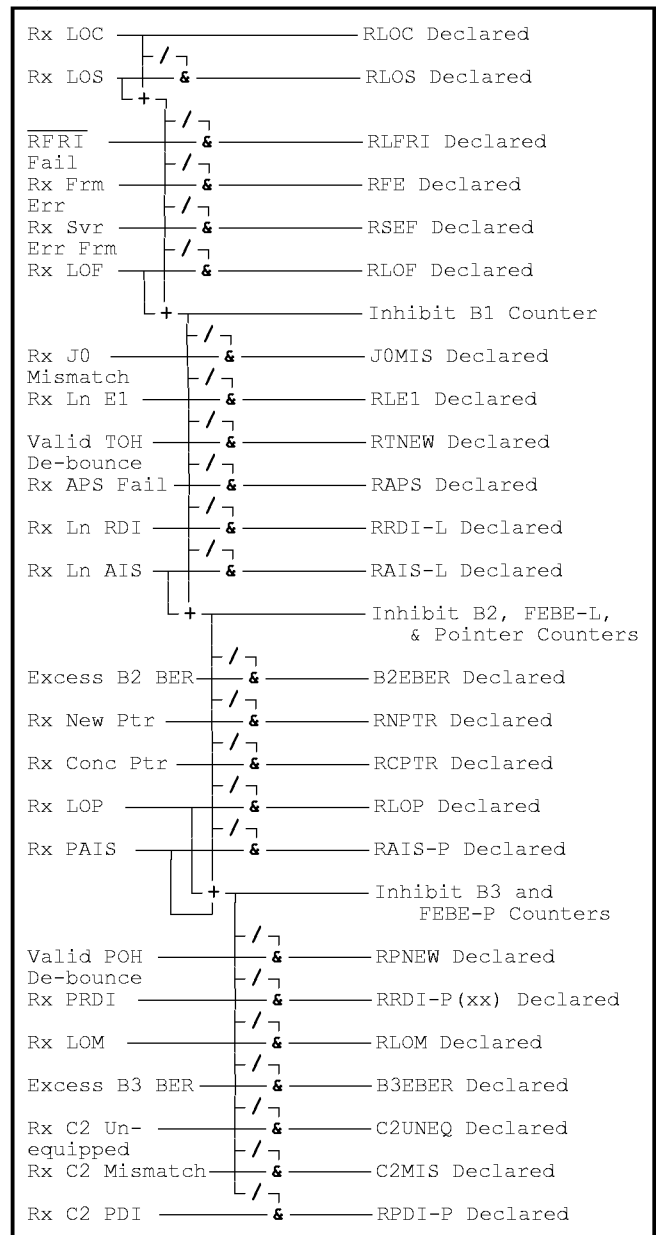 Rx LOC RLOC Declared
/
Rx LOS & RLOS Declared
+
/
RFRI & RLFRI Declared
Fail /
Rx Frm & RFE Declared
Err /
Rx Svr & RSEF Declared
Err Frm /
Rx LOF & RLOF Declared
+ Inhibit B1 Counter
/
Rx J0 & J0MIS Declared
Mismatch /
Rx Ln E1 & RLE1 Declared
/
Valid TOH & RTNEW Declared
De-bounce /
Rx APS Fail & RAPS Declared
/
Rx Ln RDI & RRDI-L Declared
/
Rx Ln AIS & RAIS-L Declared
+ Inhibit B2, FEBE-L,
& Pointer Counters
/
Excess B2 BER & B2EBER Declared
/
Rx New Ptr & RNPTR Declared
/
Rx Conc Ptr & RCPTR Declared
/
Rx LOP & RLOP Declared
/
Rx PAIS & RAIS-P Declared
+ Inhibit B3 and
FEBE-P Counters
/
Valid POH & RPNEW Declared
De-bounce /
Rx PRDI & RRDI-P(xx) Declared
/
Rx LOM & RLOM Declared
/
Excess B3 BER & B3EBER Declared
/
Rx C2 Un- & C2UNEQ Declared
equipped /
Rx C2 Mismatch & C2MIS Declared
/
Rx C2 PDI & RPDI-P Declared